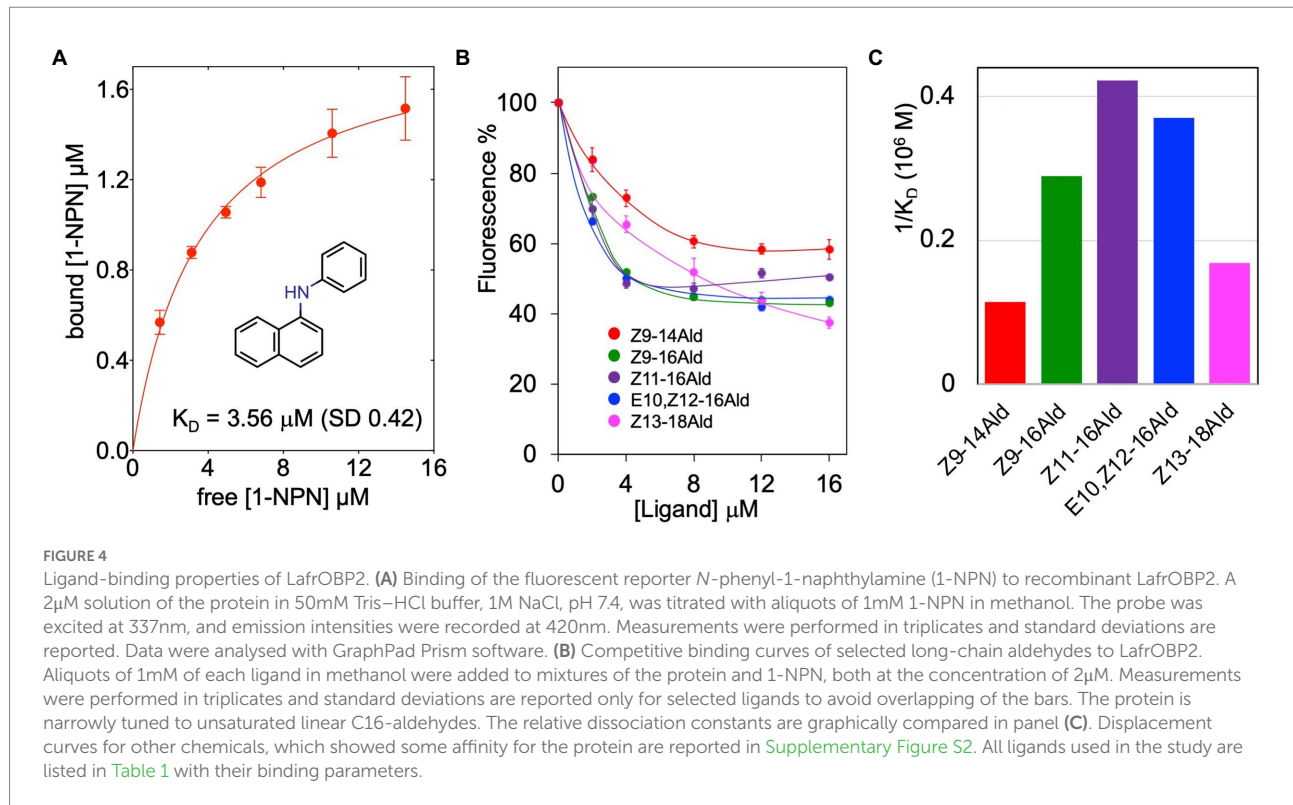 A
1.6
1.2
0.8
0.4
0.0
bound [1-NPN] µM
HN
K_D = 3.56 µM (SD 0.42)
0 4 8 12 16
free [1-NPN] µM
B
100
80
60
40
20
0
Fluorescence %
Z9-14Ald
Z9-16Ald
Z11-16Ald
E10,Z12-16Ald
Z13-18Ald
0 4 8 12 16
[Ligand] µM
C
0.4
0.2
0
1/K_D (10⁶ M)
Z9-14Ald
Z9-16Ald
Z11-16Ald
E10,Z12-16Ald
Z13-18Ald
FIGURE 4
Ligand-binding properties of LafrOBP2. (A) Binding of the fluorescent reporter N-phenyl-1-naphthylamine (1-NPN) to recombinant LafrOBP2. A
2µM solution of the protein in 50mM Tris–HCl buffer, 1M NaCl, pH 7.4, was titrated with aliquots of 1mM 1-NPN in methanol. The probe was
excited at 337nm, and emission intensities were recorded at 420nm. Measurements were performed in triplicates and standard deviations are
reported. Data were analysed with GraphPad Prism software. (B) Competitive binding curves of selected long-chain aldehydes to LafrOBP2.
Aliquots of 1mM of each ligand in methanol were added to mixtures of the protein and 1-NPN, both at the concentration of 2µM. Measurements
were performed in triplicates and standard deviations are reported only for selected ligands to avoid overlapping of the bars. The protein is
narrowly tuned to unsaturated linear C16-aldehydes. The relative dissociation constants are graphically compared in panel (C). Displacement
curves for other chemicals, which showed some affinity for the protein are reported in Supplementary Figure S2. All ligands used in the study are
listed in Table 1 with their binding parameters.